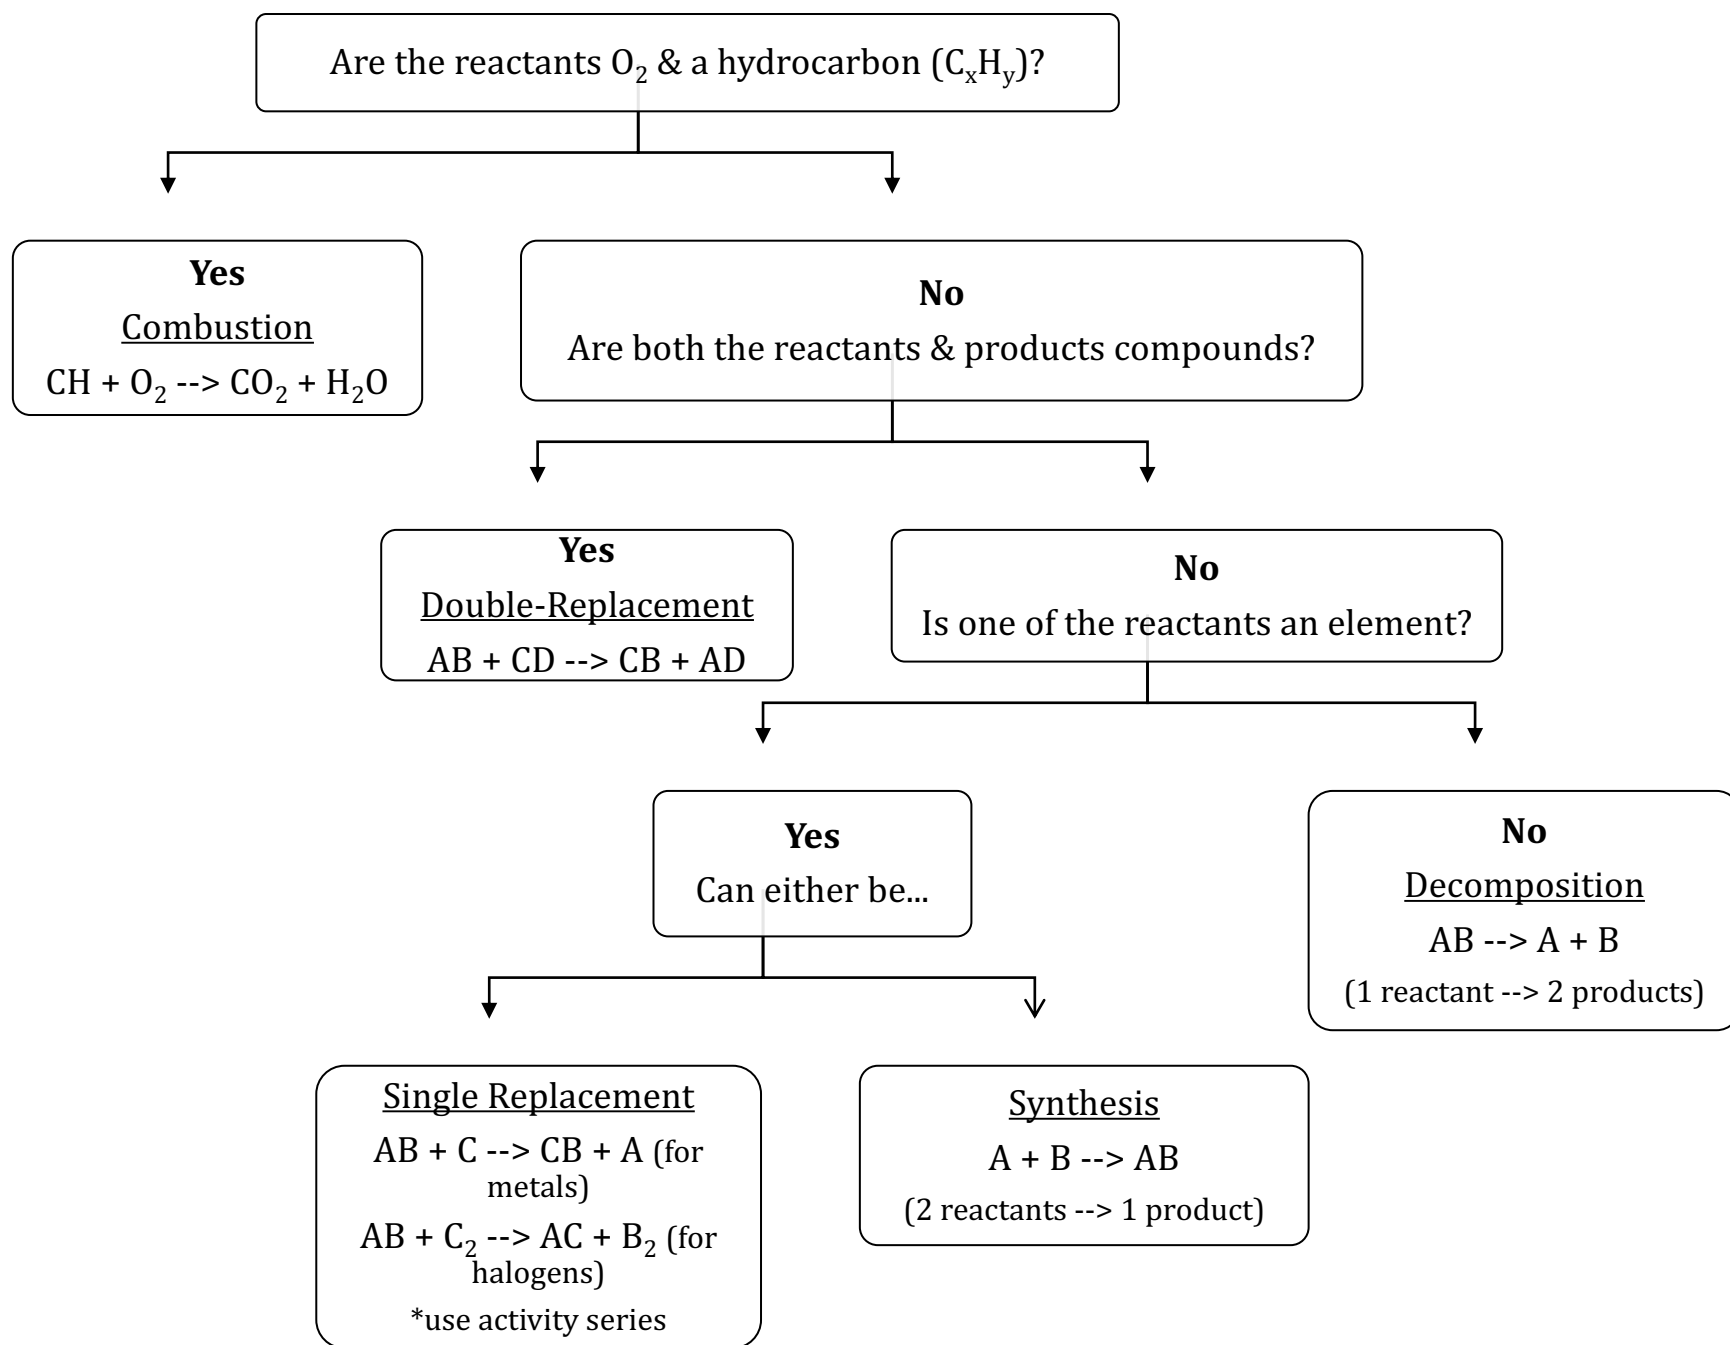 Are the reactants O₂ & a hydrocarbon (CₓHᵧ)?
Yes
Combustion
CH + O₂ --> CO₂ + H₂O
No
Are both the reactants & products compounds?
Yes
Double-Replacement
AB + CD --> CB + AD
No
Is one of the reactants an element?
Yes
Can either be...
No
Decomposition
AB --> A + B
(1 reactant --> 2 products)
Single Replacement
AB + C --> CB + A (for
metals)
AB + C₂ --> AC + B₂ (for
halogens)
*use activity series
Synthesis
A + B --> AB
(2 reactants --> 1 product)